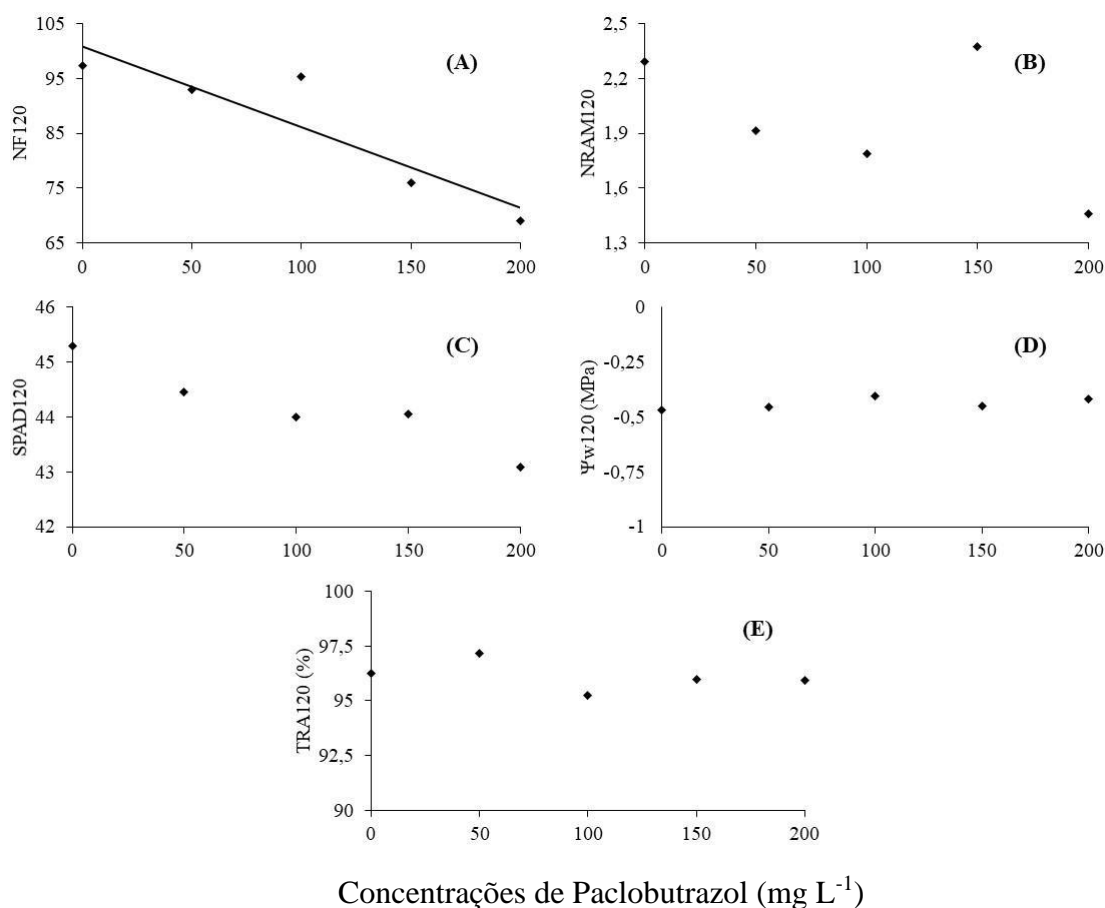 105
95
85
75
65
NF120
(A)
0 50 100 150 200
2,5
2,2
1,9
1,6
1,3
NRAM120
(B)
0 50 100 150 200
46
45
44
43
42
SPAD120
(C)
0 50 100 150 200
0
-0,25
-0,5
-0,75
-1
Ψw120 (MPa)
(D)
0 50 100 150 200
100
97,5
95
92,5
90
TRA120 (%)
(E)
0 50 100 150 200
Concentrações de Paclobutrazol (mg L⁻¹)